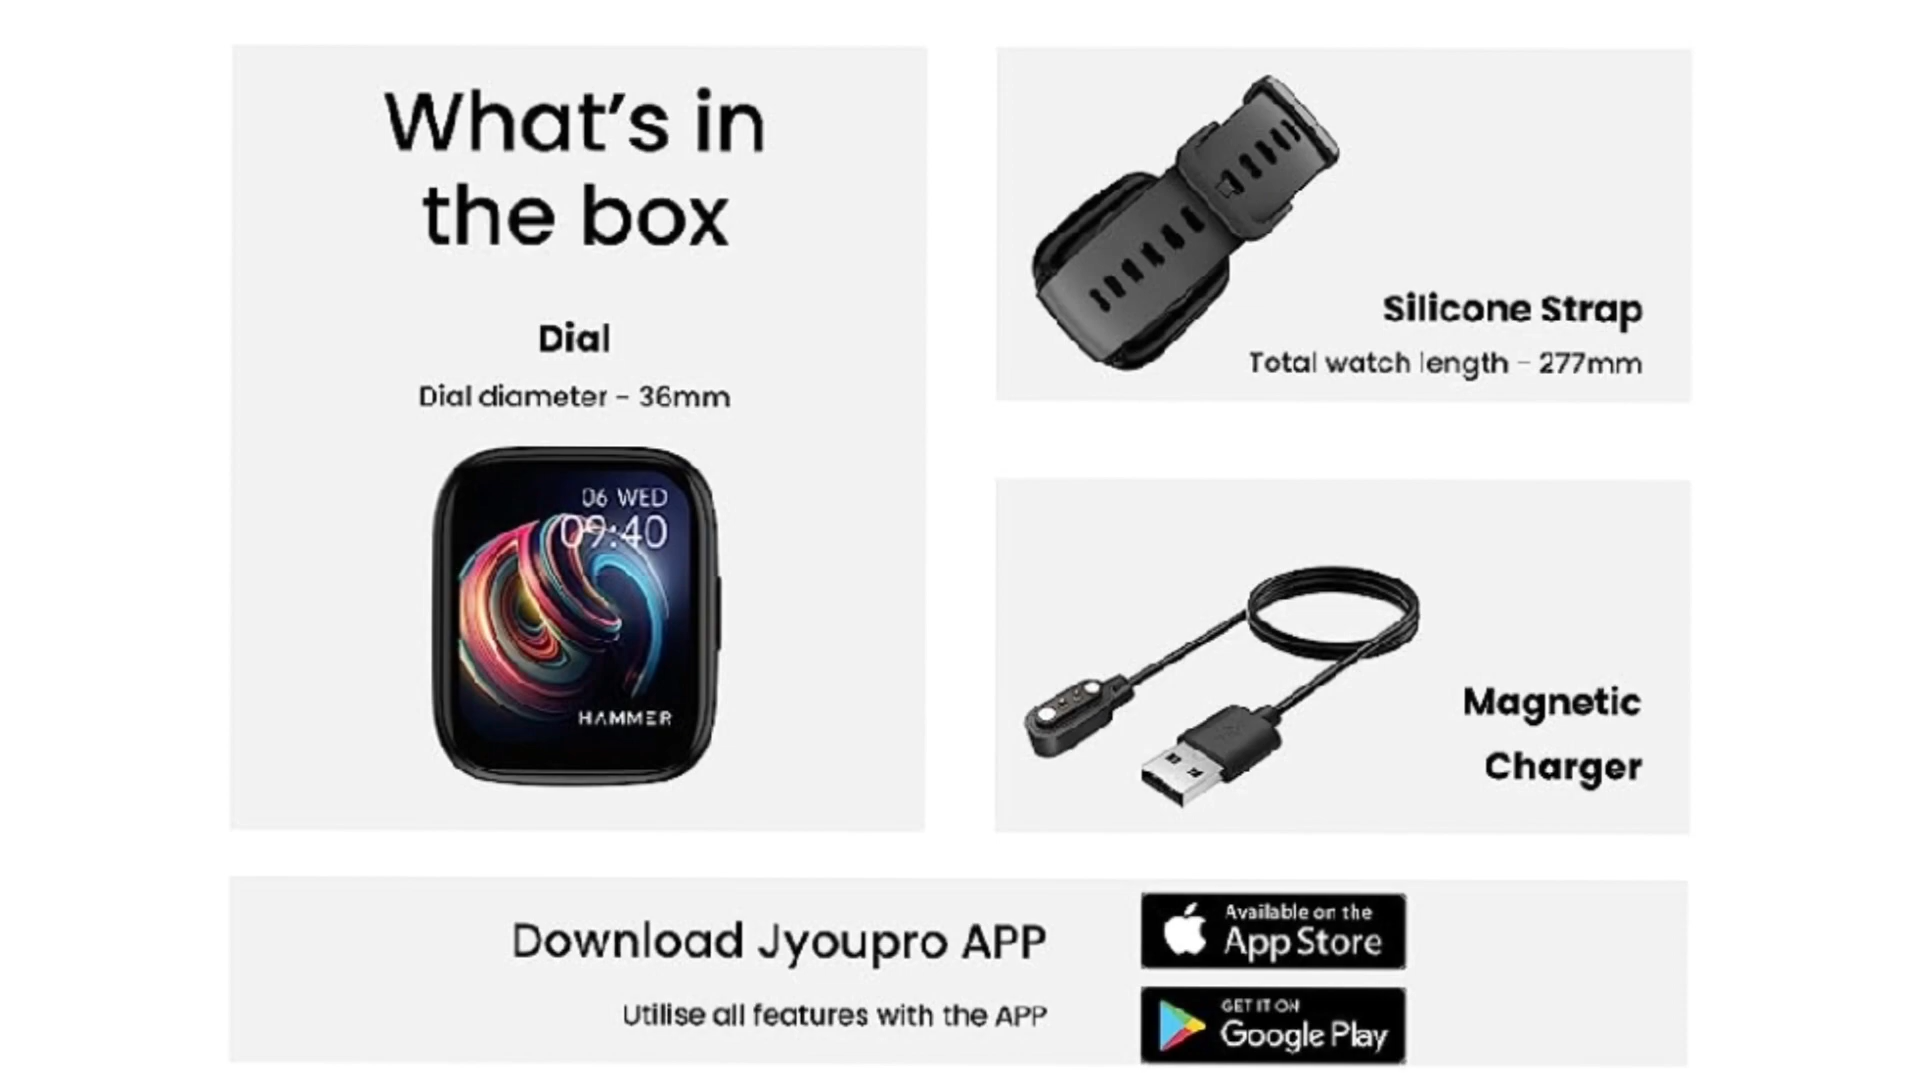 What's in
the box
Dial
Dial diameter - 36mm
06 WED
09:40
HAMMER
Silicone Strap
Total watch length - 277mm
Magnetic
Charger
Download Jyoupro APP
Utilise all features with the APP
Available on the
App Store
GET IT ON
Google Play